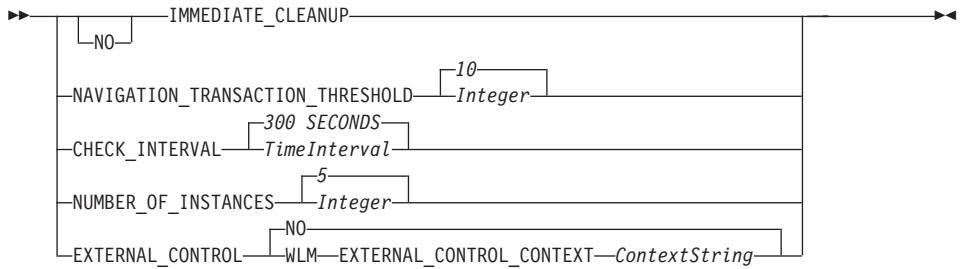 IMMEDIATE_CLEANUP
NO
10
NAVIGATION_TRANSACTION_THRESHOLD Integer
300 SECONDS
CHECK_INTERVAL TimeInterval
5
NUMBER_OF_INSTANCES Integer
NO
EXTERNAL_CONTROL WLM EXTERNAL_CONTROL_CONTEXT ContextString